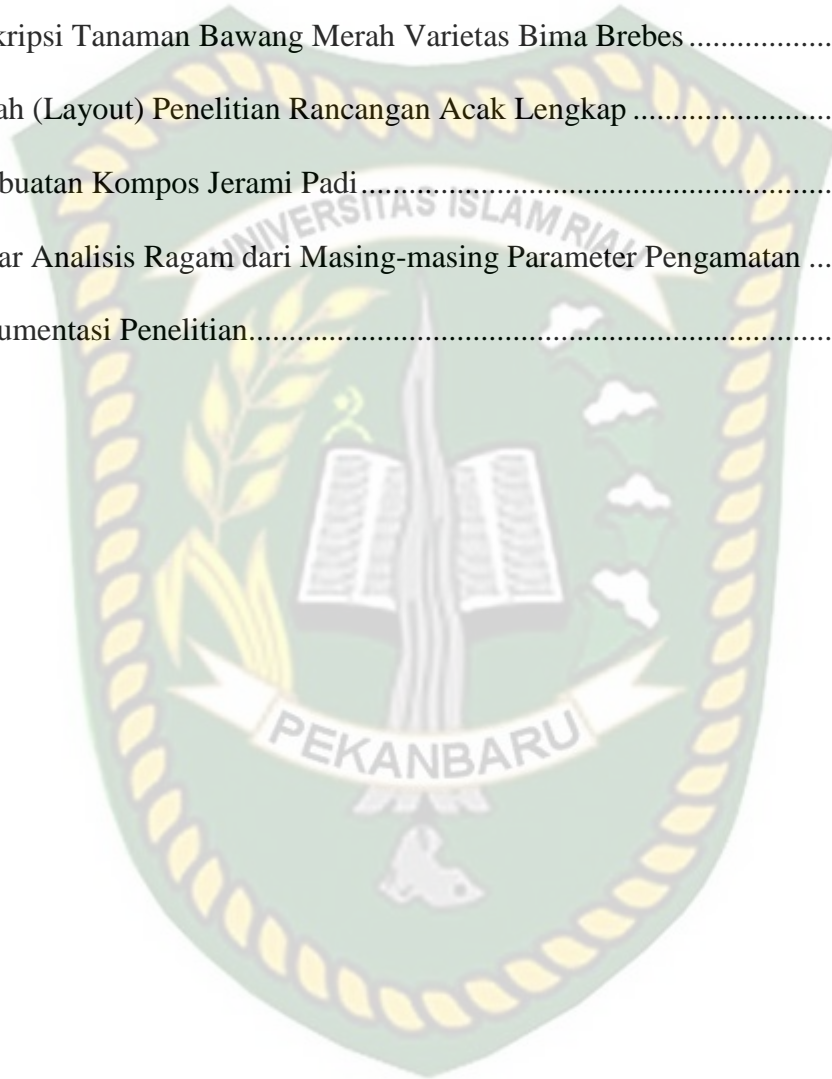 kripsi Tanaman Bawang Merah Varietas Bima Brebes ..................
ah (Layout) Penelitian Rancangan Acak Lengkap .........................
buatan Kompos Jerami Padi..........................................................
UNIVERSITAS ISLAM RIAU
ar Analisis Ragam dari Masing-masing Parameter Pengamatan ...
umentasi Penelitian.......................................................................
PEKANBARU